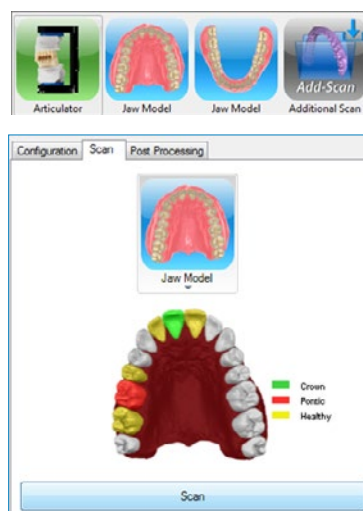 Add-Scan
Articulator Jaw Model Jaw Model Additional Scan
Configuration Scan Post Processing
Jaw Model
Crown
Pontic
Healthy
Scan